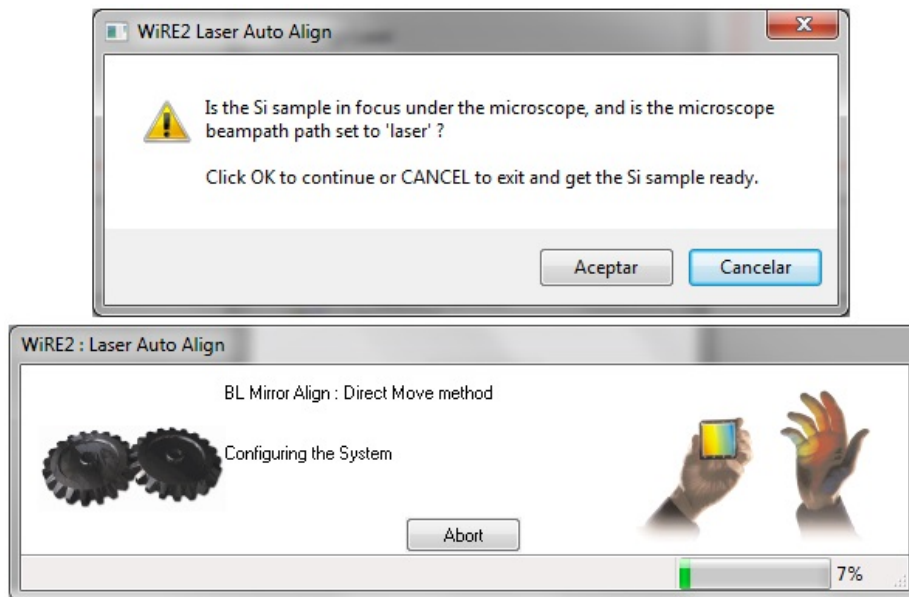 WiRE2 Laser Auto Align
Is the Si sample in focus under the microscope, and is the microscope
beampath path set to 'laser' ?
Click OK to continue or CANCEL to exit and get the Si sample ready.
Aceptar
Cancelar
WiRE2 : Laser Auto Align
BL Mirror Align : Direct Move method
Configuring the System
Abort
7%